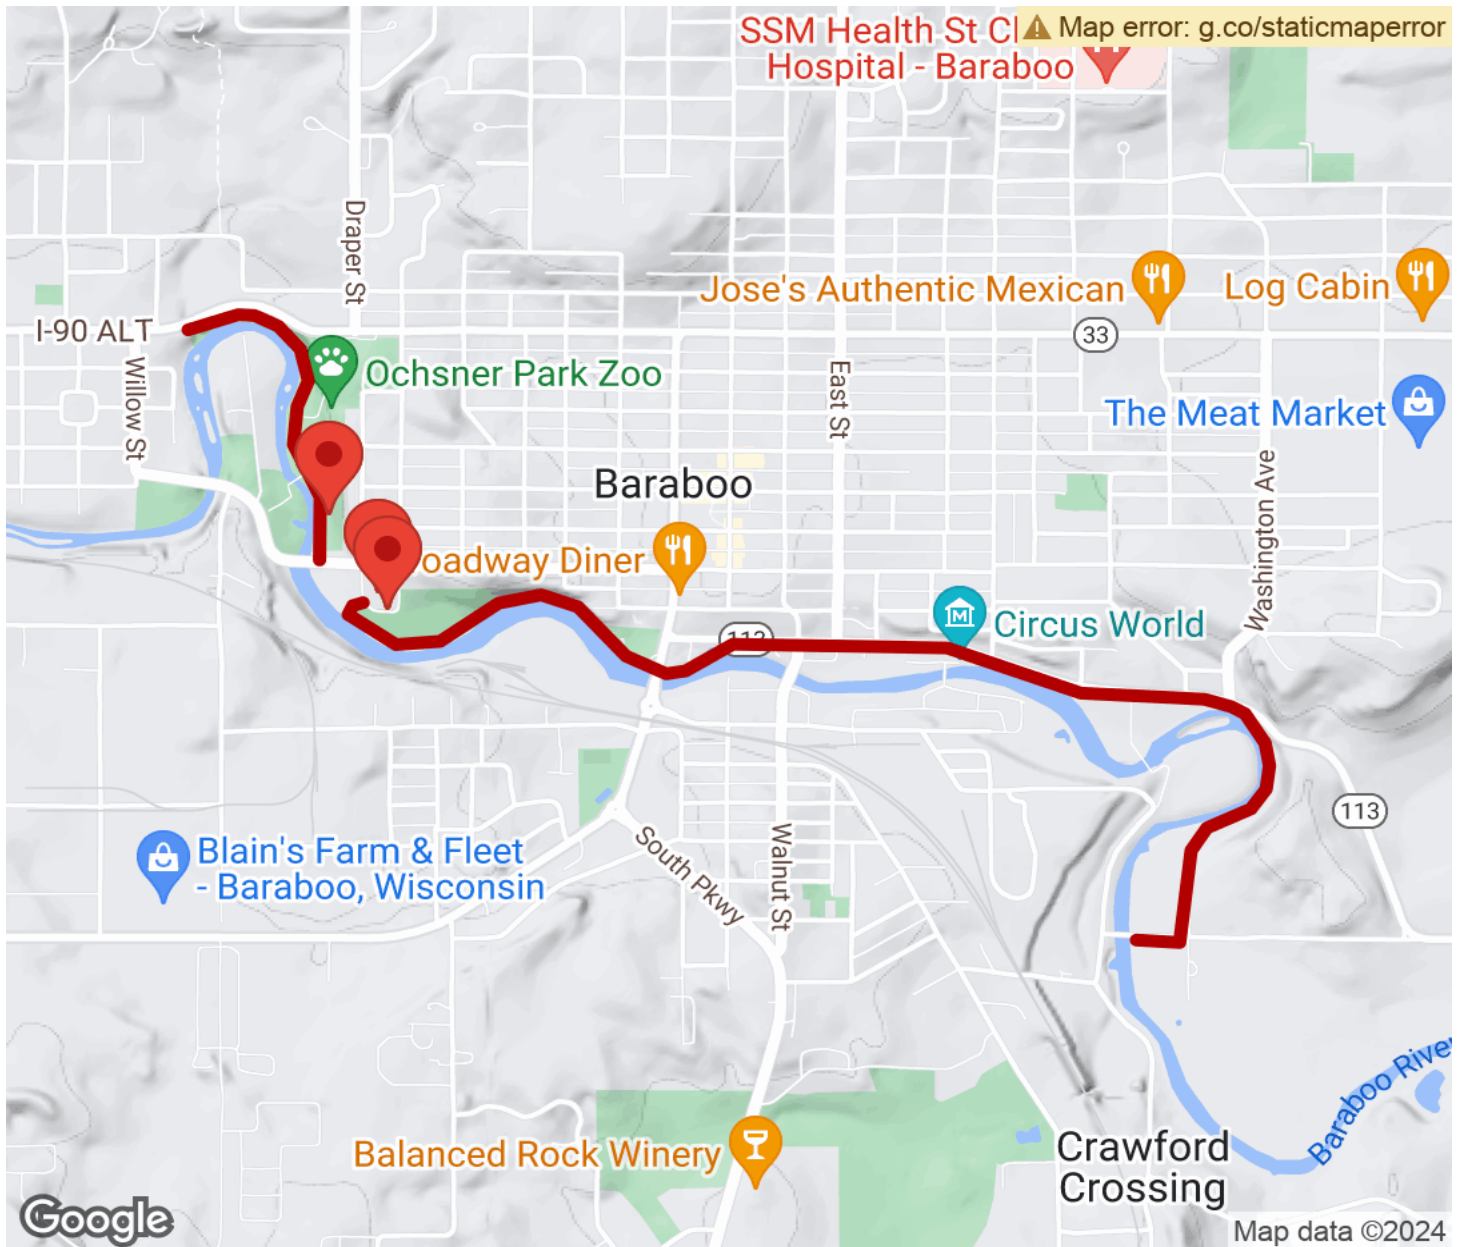 SSM Health St Cl
Hospital - Baraboo
Map error: g.co/staticmaperror
Draper St
Jose's Authentic Mexican
Log Cabin
I-90 ALT
33
Ochsner Park Zoo
Willow St
East St
The Meat Market
Baraboo
Washington Ave
oadway Diner
Circus World
113
113
Blain's Farm & Fleet
- Baraboo, Wisconsin
South Pkwy
Walnut St
Baraboo River
Balanced Rock Winery
Crawford
Crossing
Google
Map data ©2024